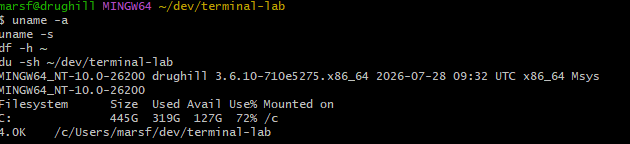 marsf@drughill MINGW64 ~/dev/terminal-lab
$ uname -a
uname -s
df -h ~
du -sh ~/dev/terminal-lab
MINGW64_NT-10.0-26200 drughill 3.6.10-710e5275.x86_64 2026-07-28 09:32 UTC x86_64 Msys
MINGW64_NT-10.0-26200
Filesystem      Size  Used Avail Use% Mounted on
C:              445G  319G  127G  72% /c
4.0K    /c/Users/marsf/dev/terminal-lab